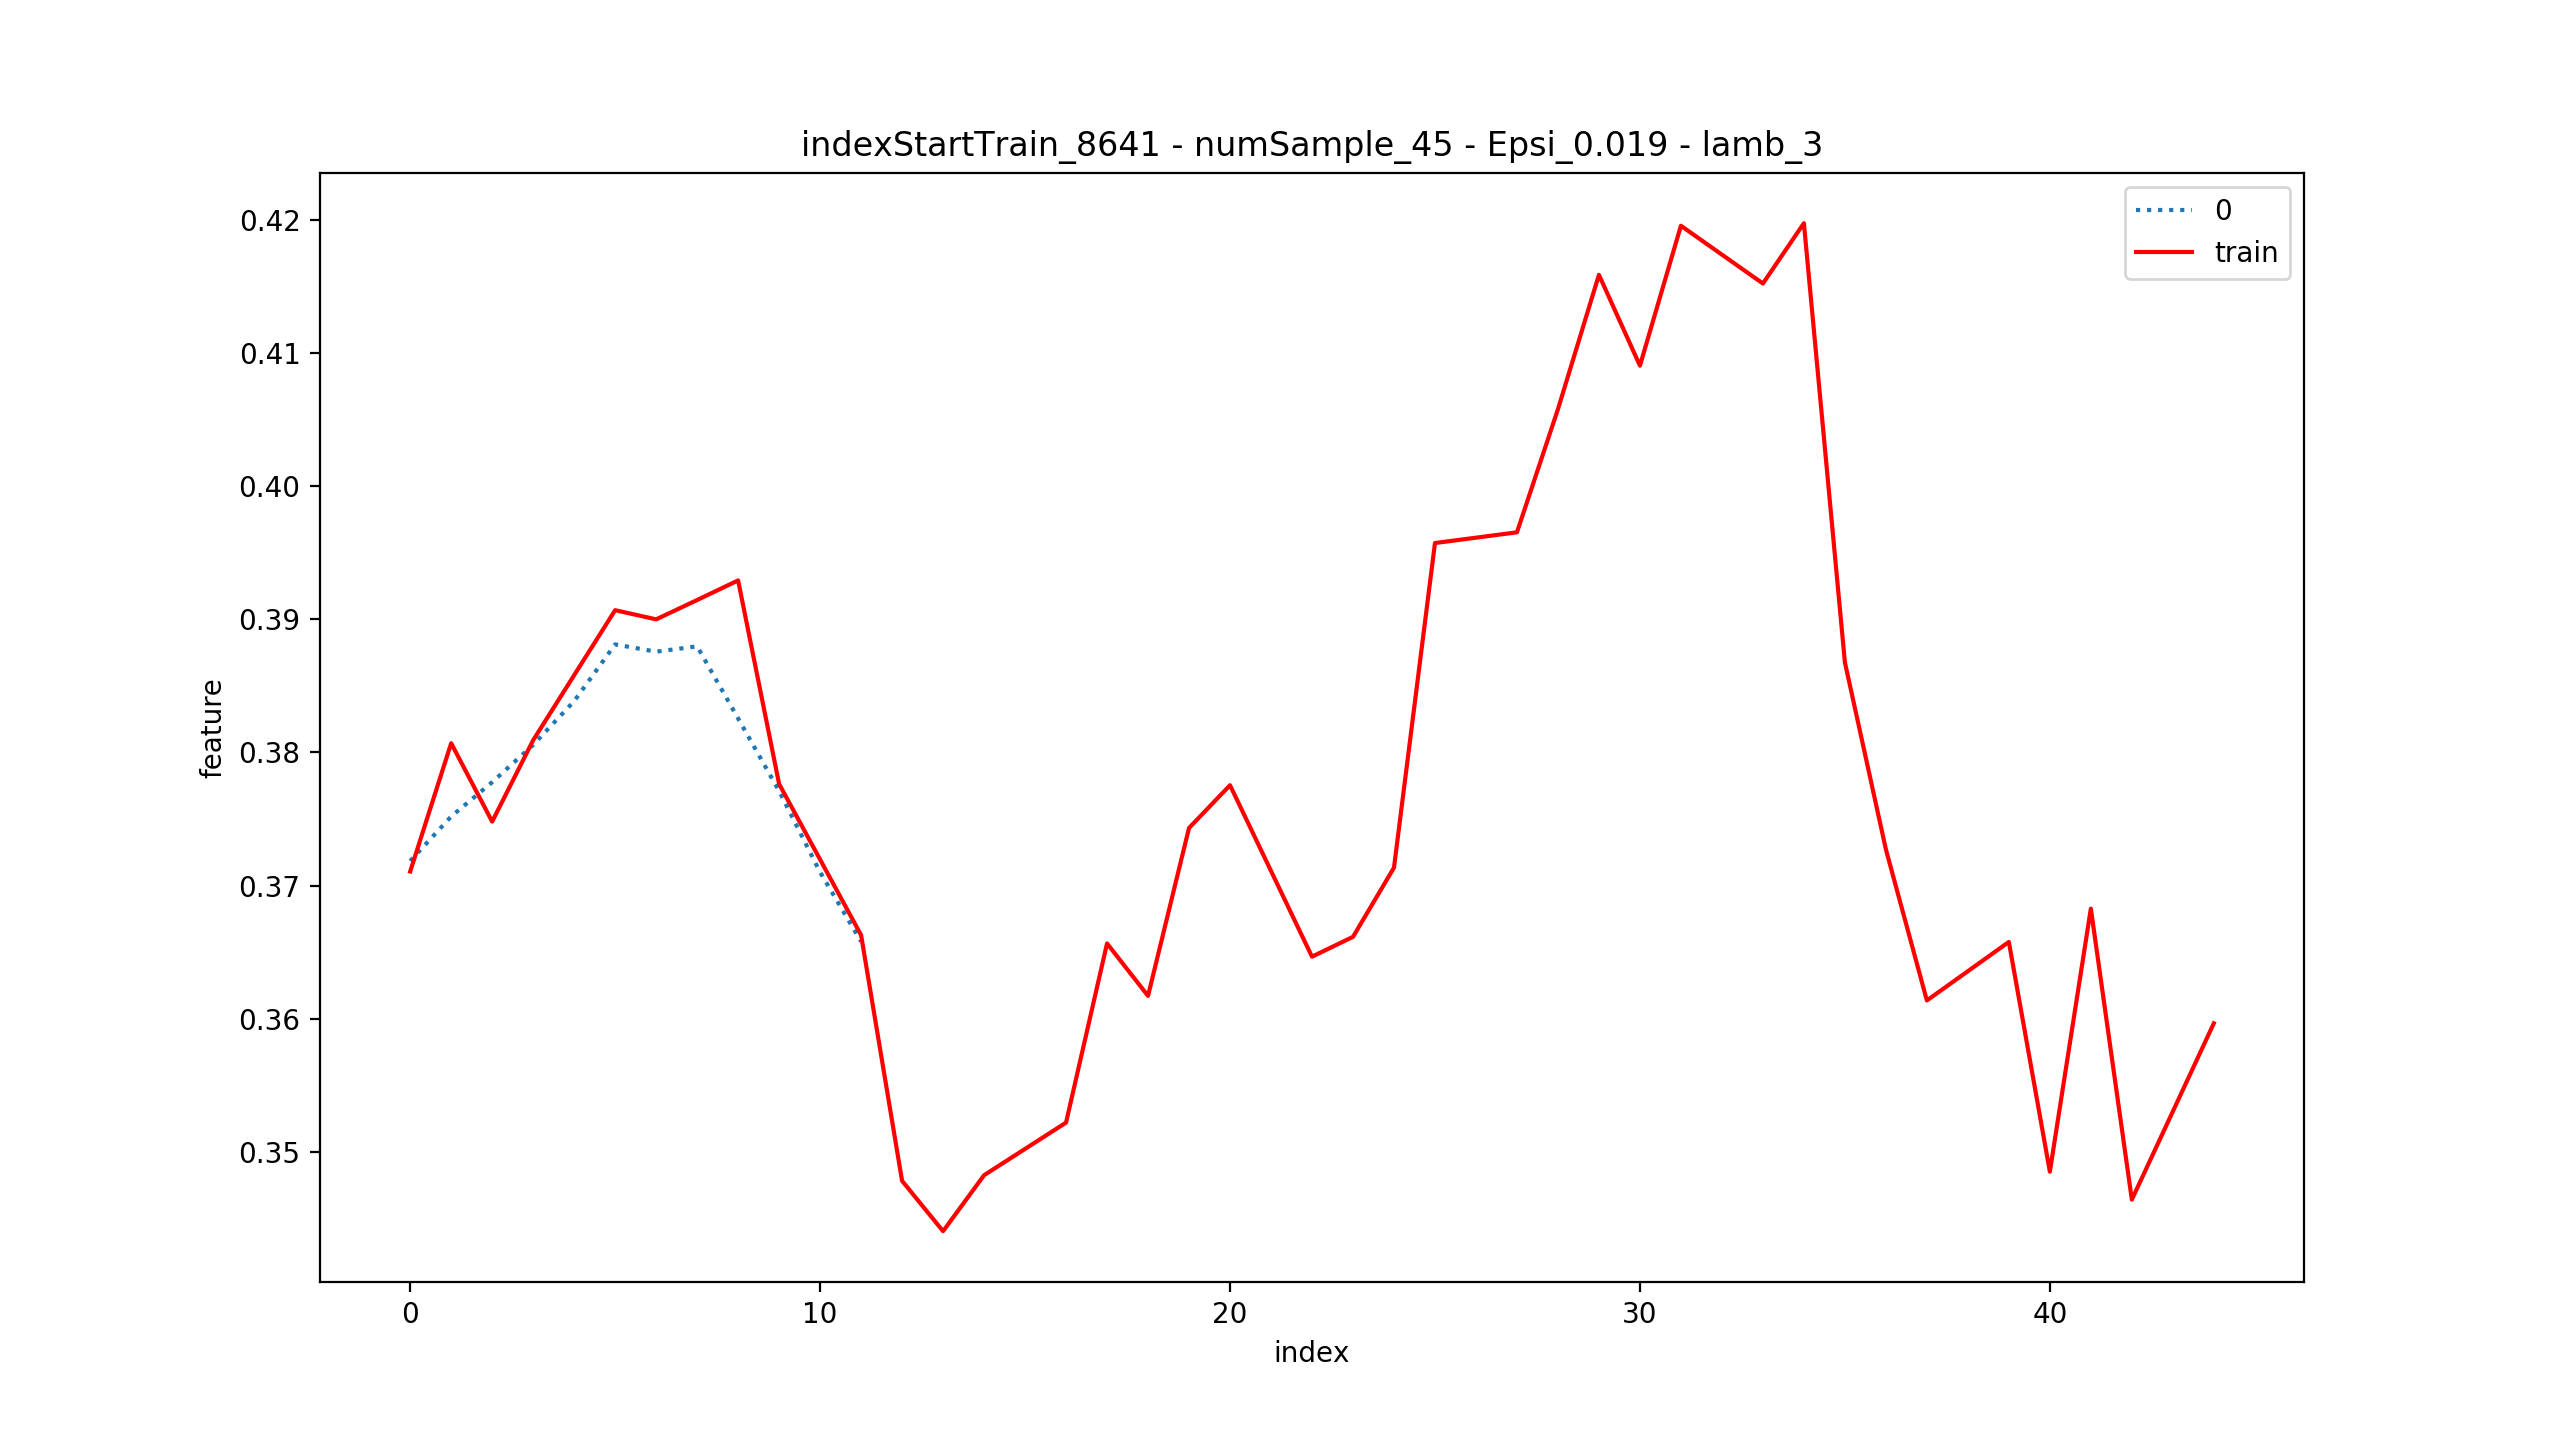 indexStartTrain_8641 - numSample_45 - Epsi_0.019 - lamb_3
0
train
0.42
0.41
0.40
0.39
0.38
0.37
0.36
0.35
feature
0 10 20 30 40
index